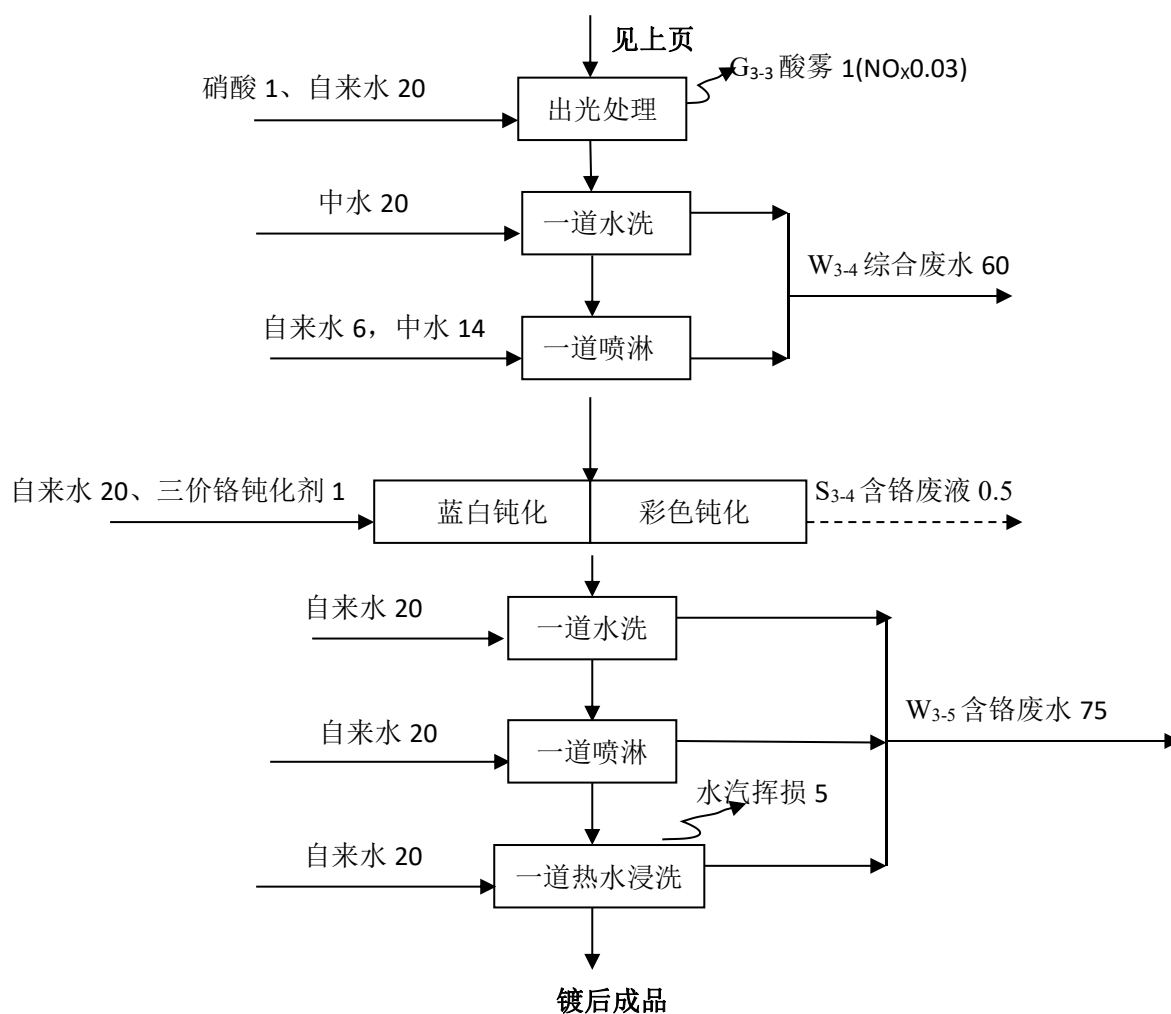 见上页
G3-3 酸雾 1(NOX0.03)
硝酸 1、自来水 20
出光处理
中水 20
一道水洗
W3-4 综合废水 60
自来水 6，中水 14
一道喷淋
自来水 20、三价铬钝化剂 1
蓝白钝化
彩色钝化
S3-4 含铬废液 0.5
自来水 20
一道水洗
自来水 20
一道喷淋
W3-5 含铬废水 75
水汽挥损 5
自来水 20
一道热水浸洗
镀后成品